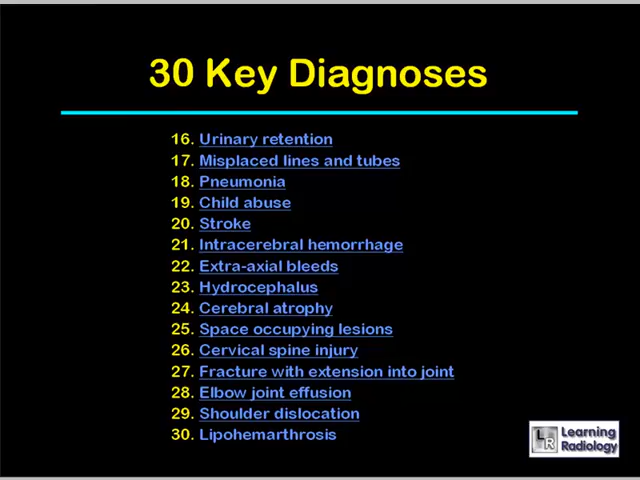 30 Key Diagnoses
16. Urinary retention
17. Misplaced lines and tubes
18. Pneumonia
19. Child abuse
20. Stroke
21. Intracerebral hemorrhage
22. Extra-axial bleeds
23. Hydrocephalus
24. Cerebral atrophy
25. Space occupying lesions
26. Cervical spine injury
27. Fracture with extension into joint
28. Elbow joint effusion
29. Shoulder dislocation
30. Lipohemarthrosis
LR
Learning
Radiology